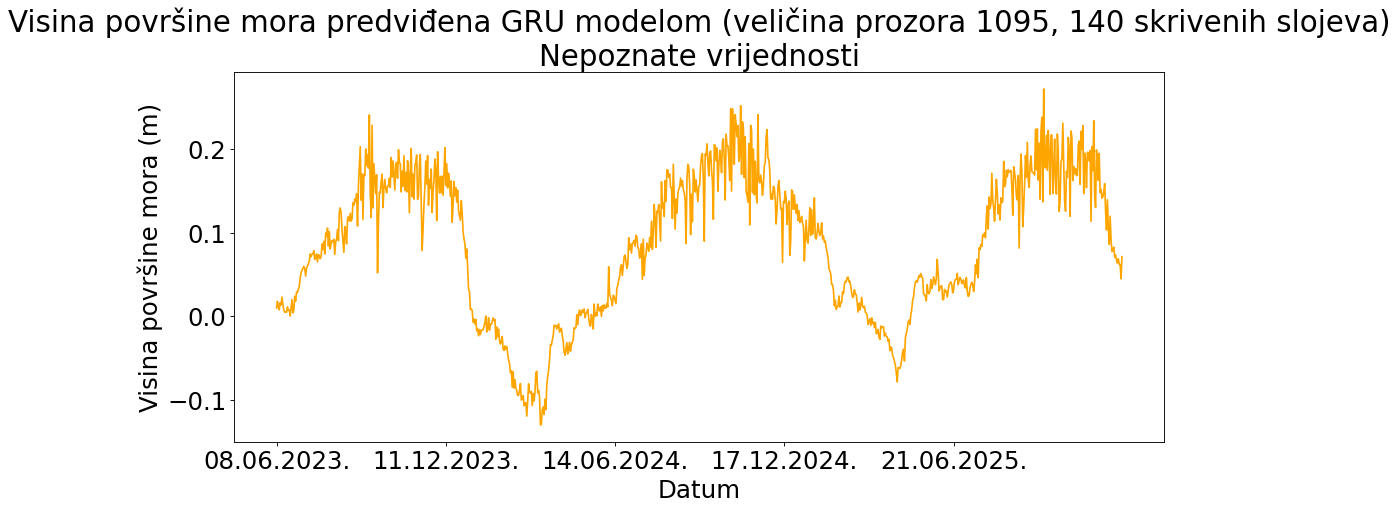 Visina površine mora predviđena GRU modelom (veličina prozora 1095, 140 skrivenih slojeva)
Nepoznate vrijednosti
Visina površine mora (m)
0.2
0.1
0.0
−0.1
08.06.2023. 11.12.2023. 14.06.2024. 17.12.2024. 21.06.2025.
Datum